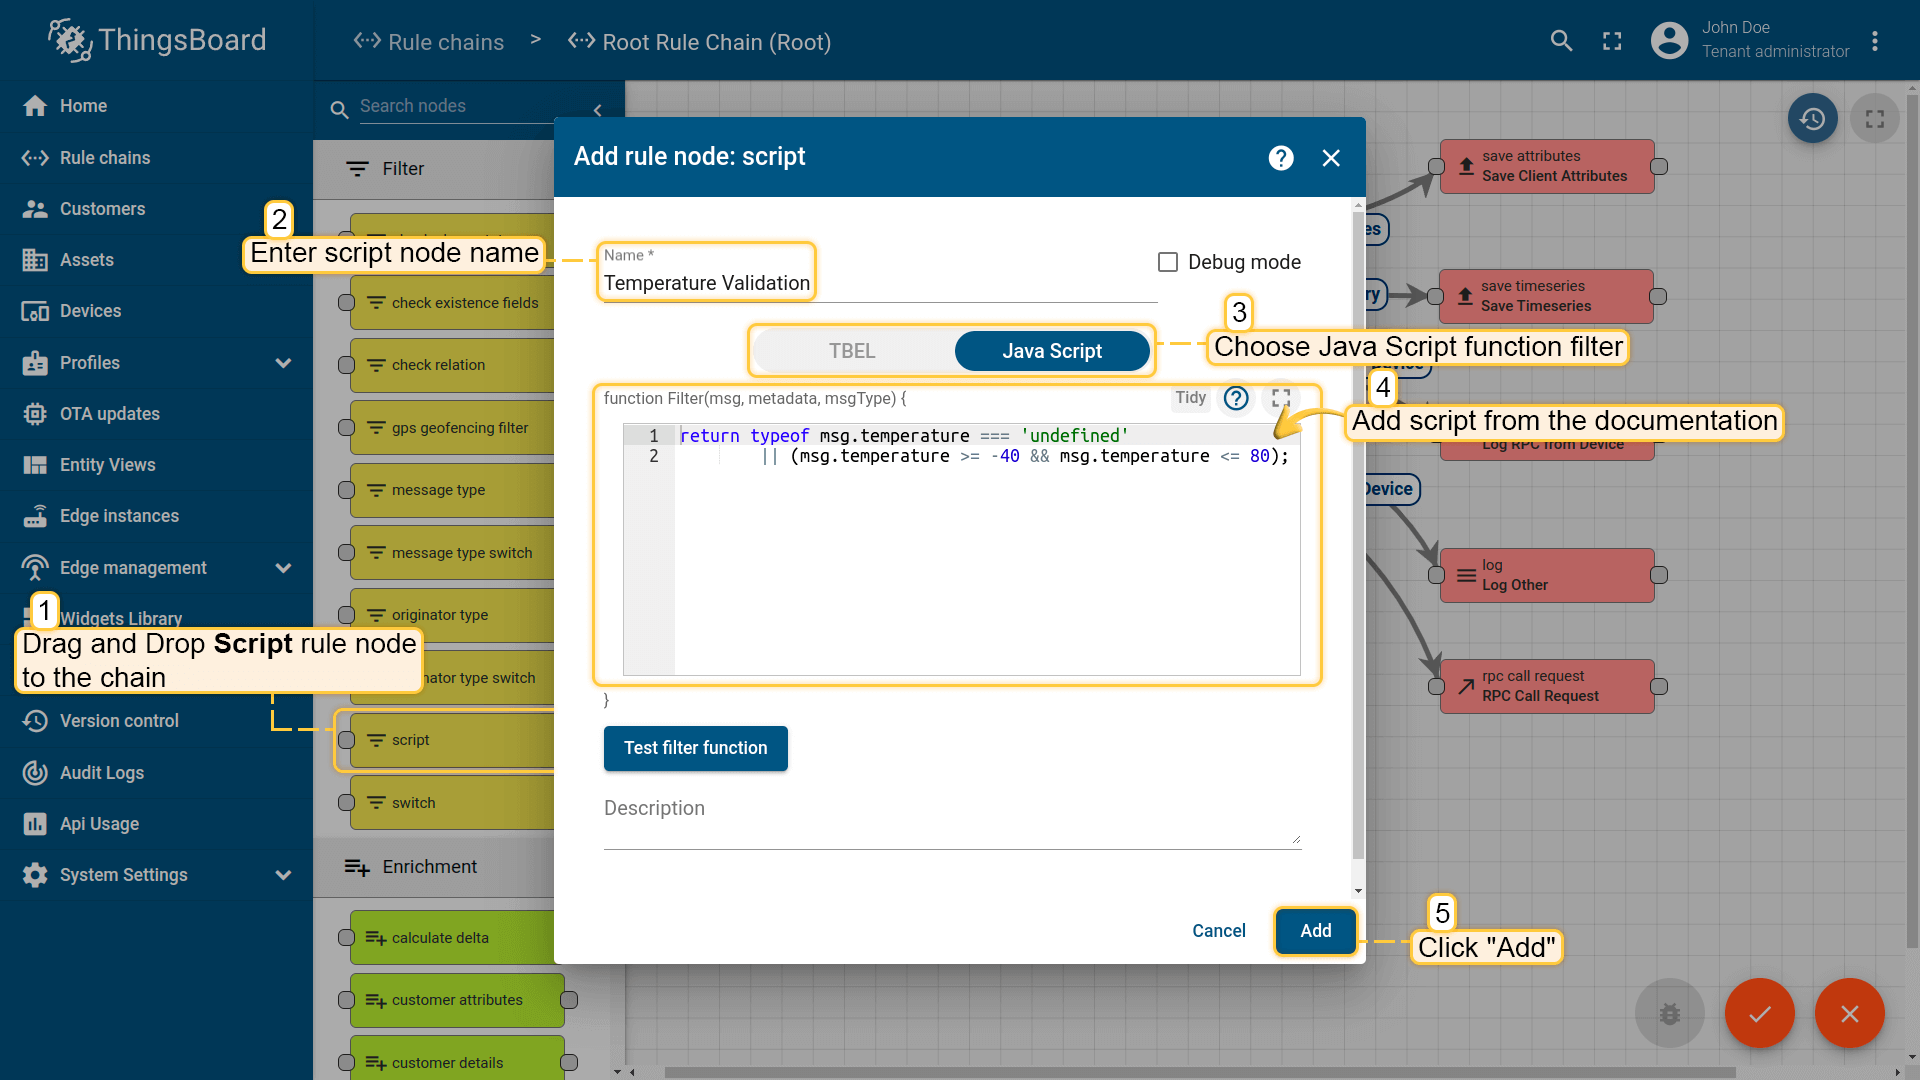 ThingsBoard
Rule chains > Root Rule Chain (Root)
John Doe
Tenant administrator
Home
Rule chains
Customers
Assets
Devices
Profiles
OTA updates
Entity Views
Edge instances
Edge management
Widgets Library
Version control
Audit Logs
Api Usage
System Settings
Search nodes
Filter
check existence fields
check relation
gps geofencing filter
message type
message type switch
originator type
nator type switch
script
switch
Enrichment
calculate delta
customer attributes
customer details
1
Drag and Drop Script rule node
to the chain
2
Enter script node name
Add rule node: script
Name *
Temperature Validation
Debug mode
TBEL
Java Script
3
Choose Java Script function filter
function Filter(msg, metadata, msgType) {
Tidy
4
Add script from the documentation
1 return typeof msg.temperature === 'undefined'
2 || (msg.temperature >= -40 && msg.temperature <= 80);
}
Test filter function
Description
Cancel
Add
5
Click "Add"
save attributes
Save Client Attributes
es
save timeseries
Save Timeseries
ry
Device
Log RPC from Device
Device
log
Log Other
rpc call request
RPC Call Request